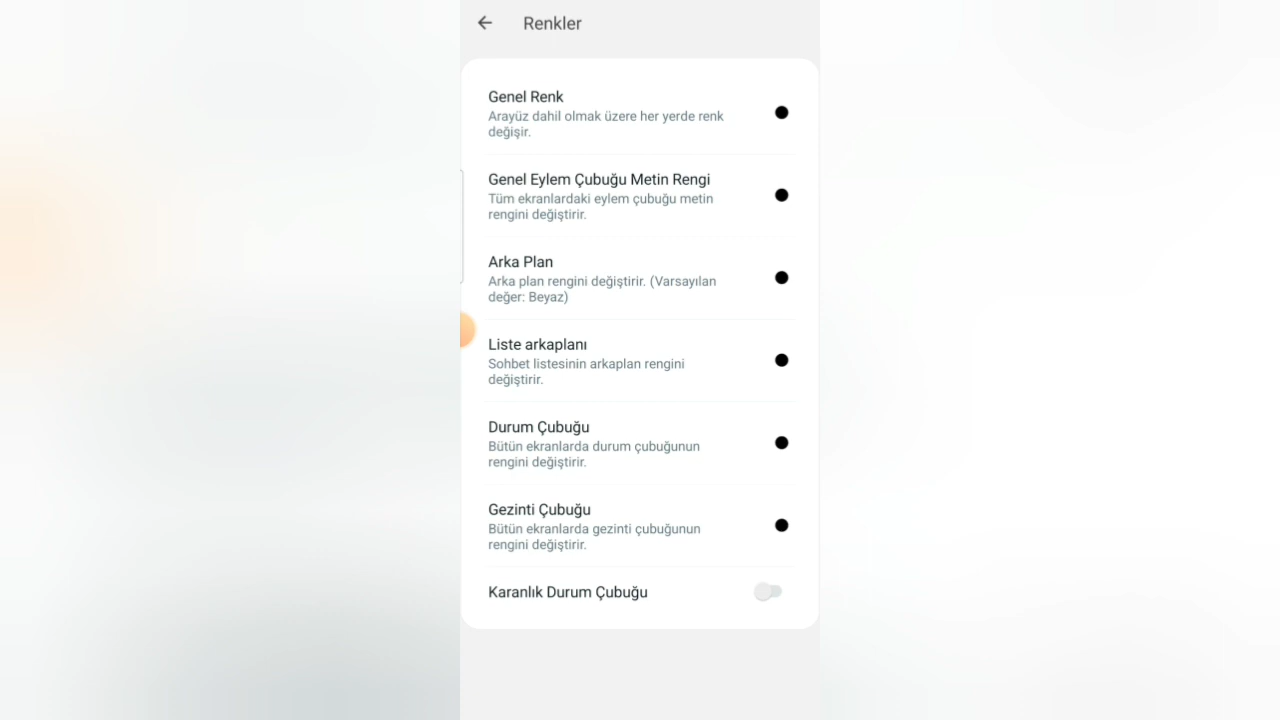 Renkler
Genel Renk
Arayüz dahil olmak üzere her yerde renk
değişir.
Genel Eylem Çubuğu Metin Rengi
Tüm ekranlardaki eylem çubuğu metin
rengini değiştirir.
Arka Plan
Arka plan rengini değiştirir. (Varsayılan
değer: Beyaz)
Liste arkaplanı
Sohbet listesinin arkaplan rengini
değiştirir.
Durum Çubuğu
Bütün ekranlarda durum çubuğunun
rengini değiştirir.
Gezinti Çubuğu
Bütün ekranlarda gezinti çubuğunun
rengini değiştirir.
Karanlık Durum Çubuğu